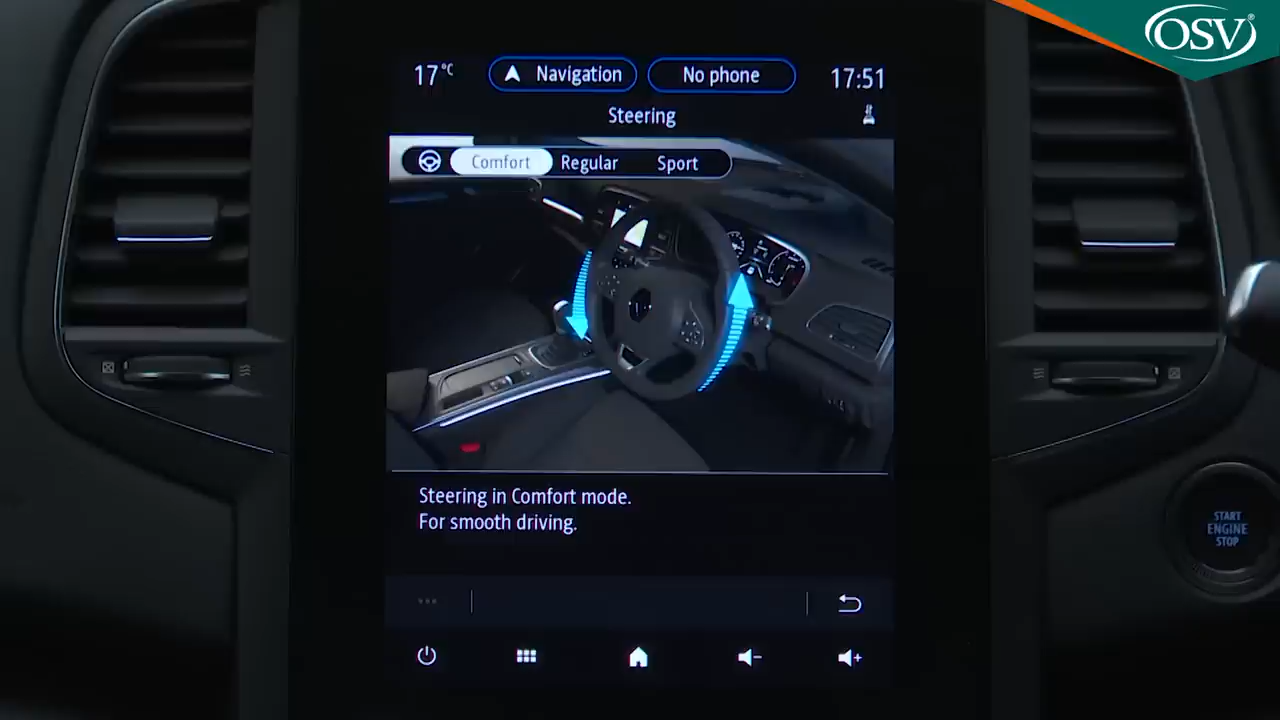 OSV
17°C
Navigation
No phone
17:51
Steering
Comfort
Regular
Sport
Steering in Comfort mode.
For smooth driving.
START
ENGINE
STOP